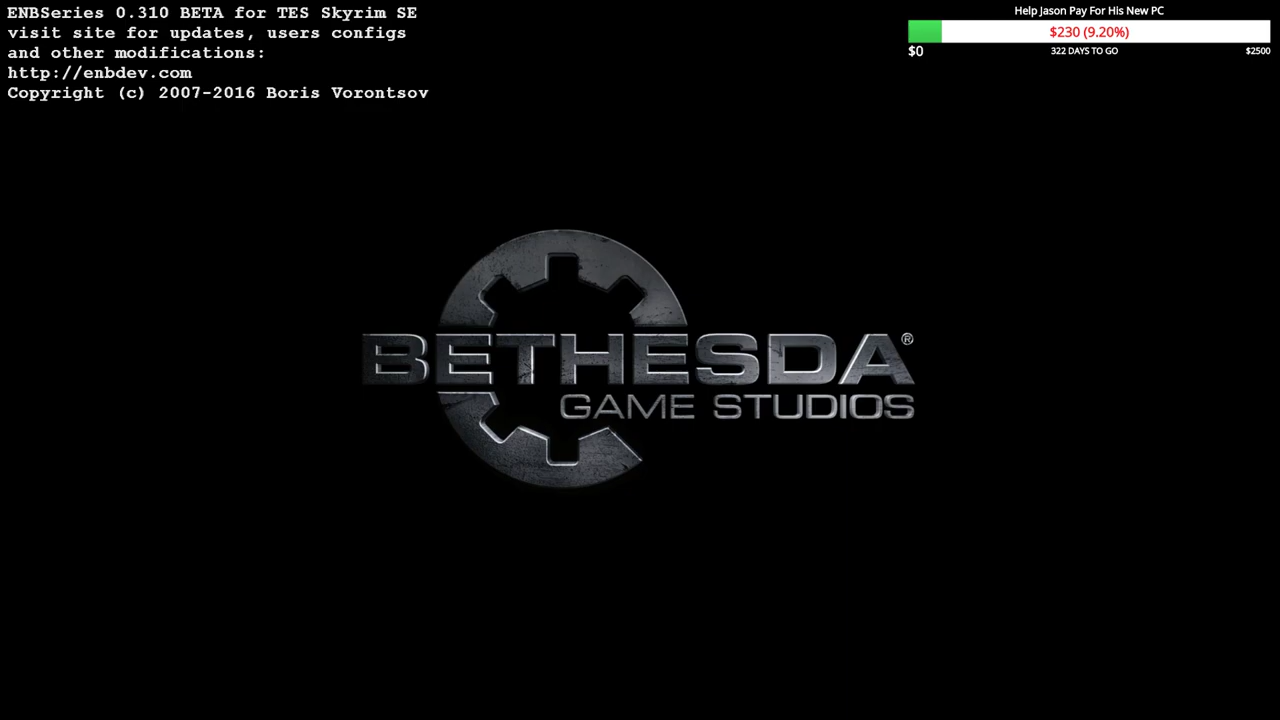 ENBSeries 0.310 BETA for TES Skyrim SE
visit site for updates, users configs
and other modifications:
http://enbdev.com
Copyright (c) 2007-2016 Boris Vorontsov
Help Jason Pay For His New PC
$230 (9.20%)
$0 322 DAYS TO GO $2500
BETHESDA®
GAME STUDIOS